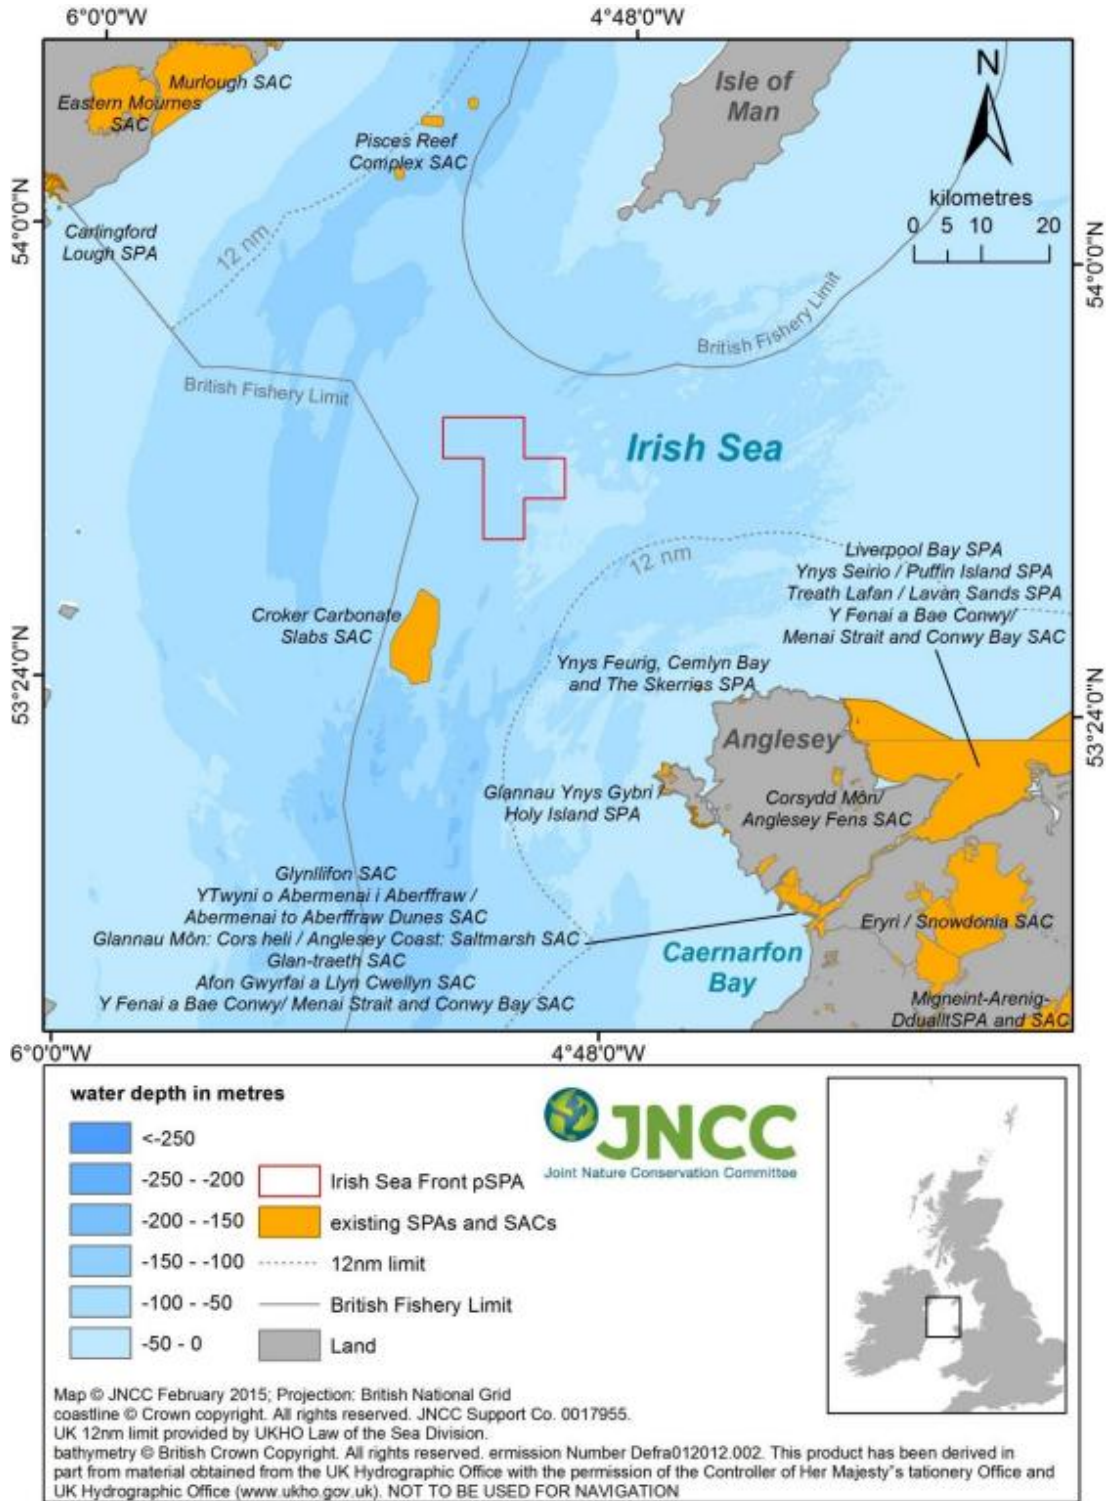 6°0'0"W
4°48'0"W
Murlough SAC
Eastern Mournes
SAC
Isle of
Man
N
Pisces Reef
Complex SAC
kilometres
0 5 10 20
54°0'0"N
54°0'0"N
Carlingford
Lough SPA
12 nm
British Fishery Limit
British Fishery Limit
Irish Sea
12 nm
Liverpool Bay SPA
Ynys Seirio / Puffin Island SPA
Treath Lafan / Lavan Sands SPA
Y Fenai a Bae Conwy/
Menai Strait and Conwy Bay SAC
Croker Carbonate
Slabs SAC
Ynys Feurig, Cemlyn Bay
and The Skerries SPA
53°24'0"N
53°24'0"N
Anglesey
Glannau Ynys Gybri /
Holy Island SPA
Corsydd Môn/
Anglesey Fens SAC
Glynllifon SAC
YTwyni o Abermenai i Aberffraw /
Abermenai to Aberffraw Dunes SAC
Glannau Môn: Cors heli / Anglesey Coast: Saltmarsh SAC
Glan-traeth SAC
Afon Gwyrfai a Llyn Cwellyn SAC
Y Fenai a Bae Conwy/ Menai Strait and Conwy Bay SAC
Eryri / Snowdonia SAC
Caernarfon
Bay
Migneint-Arenig-
DduалltSPA and SAC
6°0'0"W
4°48'0"W
water depth in metres
<-250
-250 - -200
-200 - -150
-150 - -100
-100 - -50
-50 - 0
Irish Sea Front pSPA
existing SPAs and SACs
12nm limit
British Fishery Limit
Land
JNCC
Joint Nature Conservation Committee
Map © JNCC February 2015; Projection: British National Grid
coastline © Crown copyright. All rights reserved. JNCC Support Co. 0017955.
UK 12nm limit provided by UKHO Law of the Sea Division.
bathymetry © British Crown Copyright. All rights reserved. ermission Number Defra012012.002. This product has been derived in
part from material obtained from the UK Hydrographic Office with the permission of the Controller of Her Majesty"s tationery Office and
UK Hydrographic Office (www.ukho.gov.uk). NOT TO BE USED FOR NAVIGATION